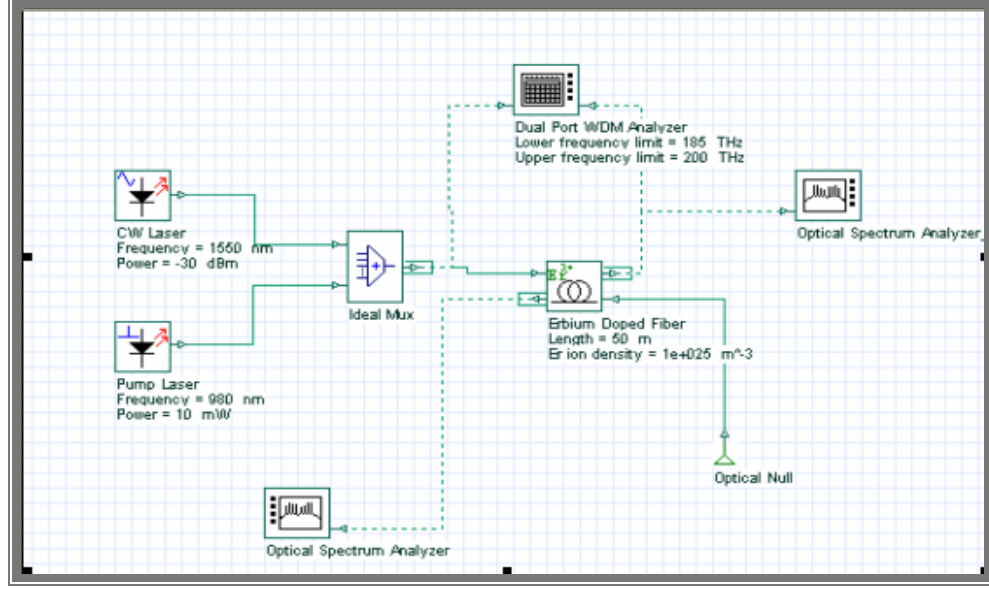 Dual Port WDM Analyzer
Lower frequency limit = 185 THz
Upper frequency limit = 200 THz
CW Laser
Frequency = 1550 nm
Power = -30 dBm
Optical Spectrum Analyzer
Ideal Mux
Erbium Doped Fiber
Length = 50 m
Er ion density = 1e+025 m^-3
Pump Laser
Frequency = 980 nm
Power = 10 mW
Optical Null
Optical Spectrum Analyzer